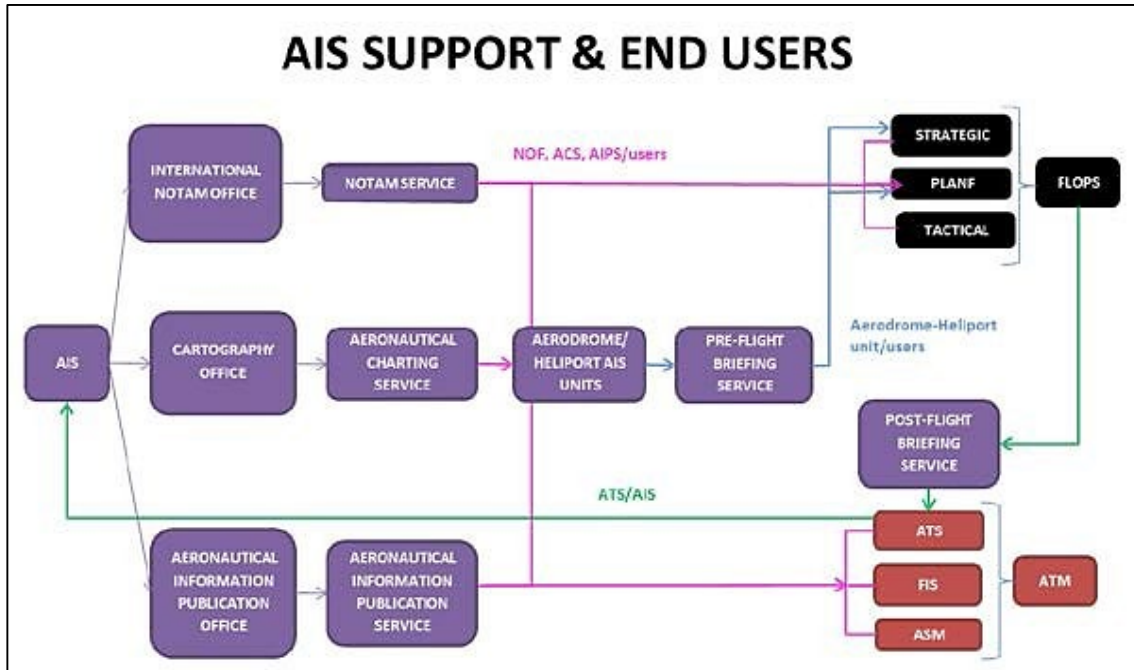 AIS SUPPORT & END USERS
INTERNATIONAL
NOTAM OFFICE
NOTAM SERVICE
NOF, ACS, AIPS/users
STRATEGIC
PLANF
TACTICAL
FLOPS
AIS
CARTOGRAPHY
OFFICE
AERONAUTICAL
CHARTING
SERVICE
AERODROME/
HELIPORT AIS
UNITS
PRE-FLIGHT
BRIEFING
SERVICE
Aerodrome-Heliport
unit/users
POST-FLIGHT
BRIEFING
SERVICE
ATS/AIS
AERONAUTICAL
INFORMATION
PUBLICATION
OFFICE
AERONAUTICAL
INFORMATION
PUBLICATION
SERVICE
ATS
FIS
ASM
ATM